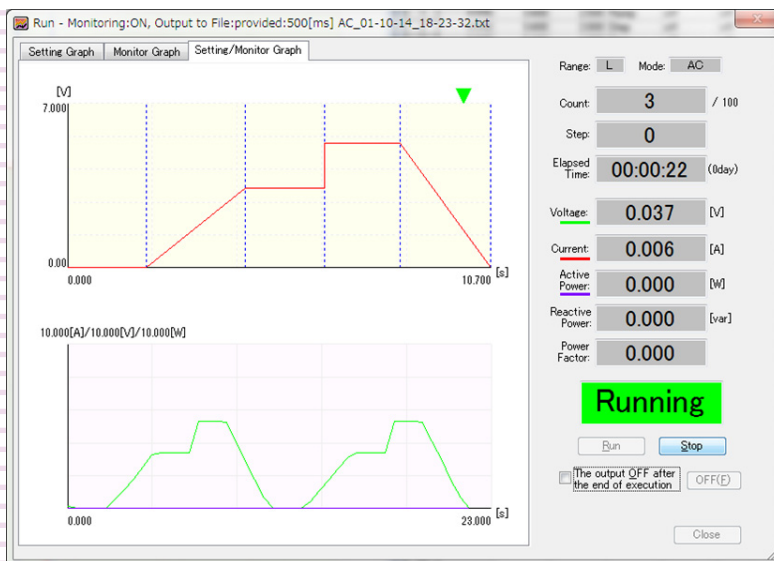 Run - Monitoring:ON, Output to File:provided:500[ms] AC_01-10-14_18-23-32.txt
Setting Graph
Monitor Graph
Setting/Monitor Graph
[V]
7.000
0.00
0.000
10.700
[s]
10.000[A]/10.000[V]/10.000[W]
0.000
23.000
[s]
Range: L Mode: AC
Count: 3 / 100
Step: 0
Elapsed
Time: 00:00:22 (0day)
Voltage: 0.037 [V]
Current: 0.006 [A]
Active
Power: 0.000 [W]
Reactive
Power: 0.000 [var]
Power
Factor: 0.000
Running
Run
Stop
The output OFF after
the end of execution
OFF(F)
Close